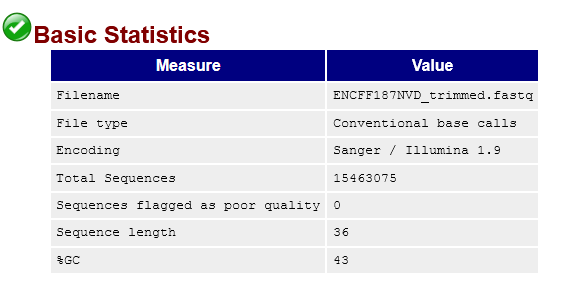 Basic Statistics
Measure Value
Filename ENCFF187NVD_trimmed.fastq
File type Conventional base calls
Encoding Sanger / Illumina 1.9
Total Sequences 15463075
Sequences flagged as poor quality 0
Sequence length 36
%GC 43